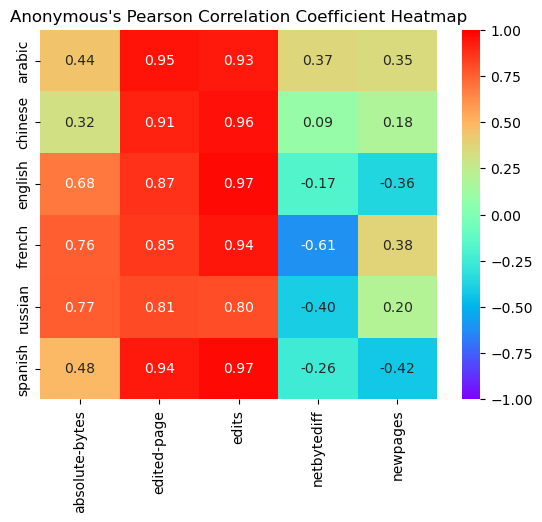 Anonymous's Pearson Correlation Coefficient Heatmap
arabic 0.44 0.95 0.93 0.37 0.35
chinese 0.32 0.91 0.96 0.09 0.18
english 0.68 0.87 0.97 -0.17 -0.36
french 0.76 0.85 0.94 -0.61 0.38
russian 0.77 0.81 0.80 -0.40 0.20
spanish 0.48 0.94 0.97 -0.26 -0.42
absolute-bytes
edited-page
edits
netbytediff
newpages
1.00
0.75
0.50
0.25
0.00
−0.25
−0.50
−0.75
−1.00